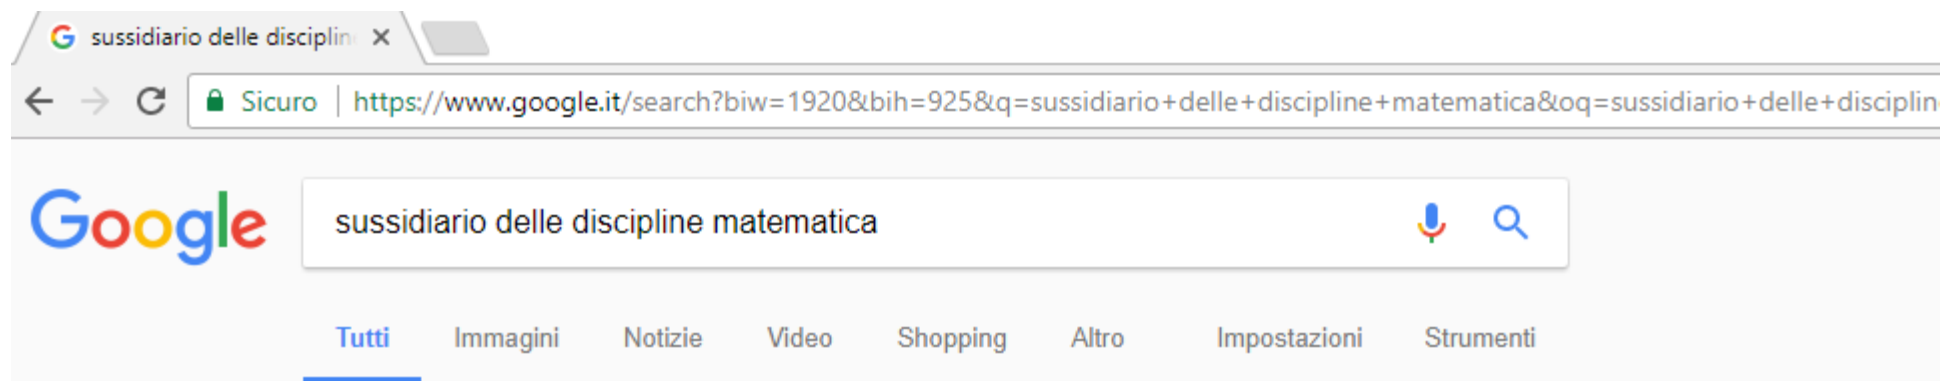 sussidiario delle disciplin
Sicuro https://www.google.it/search?biw=1920&bih=925&q=sussidiario+delle+discipline+matematica&oq=sussidiario+delle+disciplin
Google sussidiario delle discipline matematica
Tutti Immagini Notizie Video Shopping Altro Impostazioni Strumenti